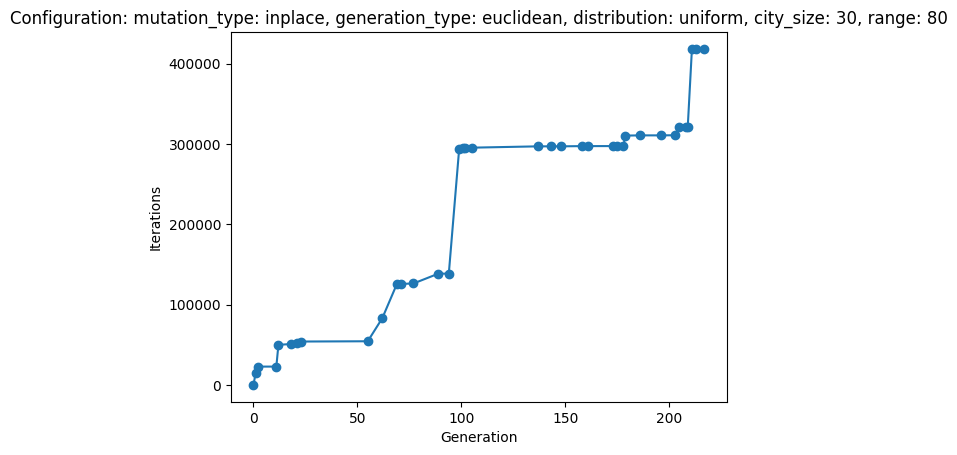 Configuration: mutation_type: inplace, generation_type: euclidean, distribution: uniform, city_size: 30, range: 80
400000
300000
200000
100000
0
Iterations
0 50 100 150 200
Generation